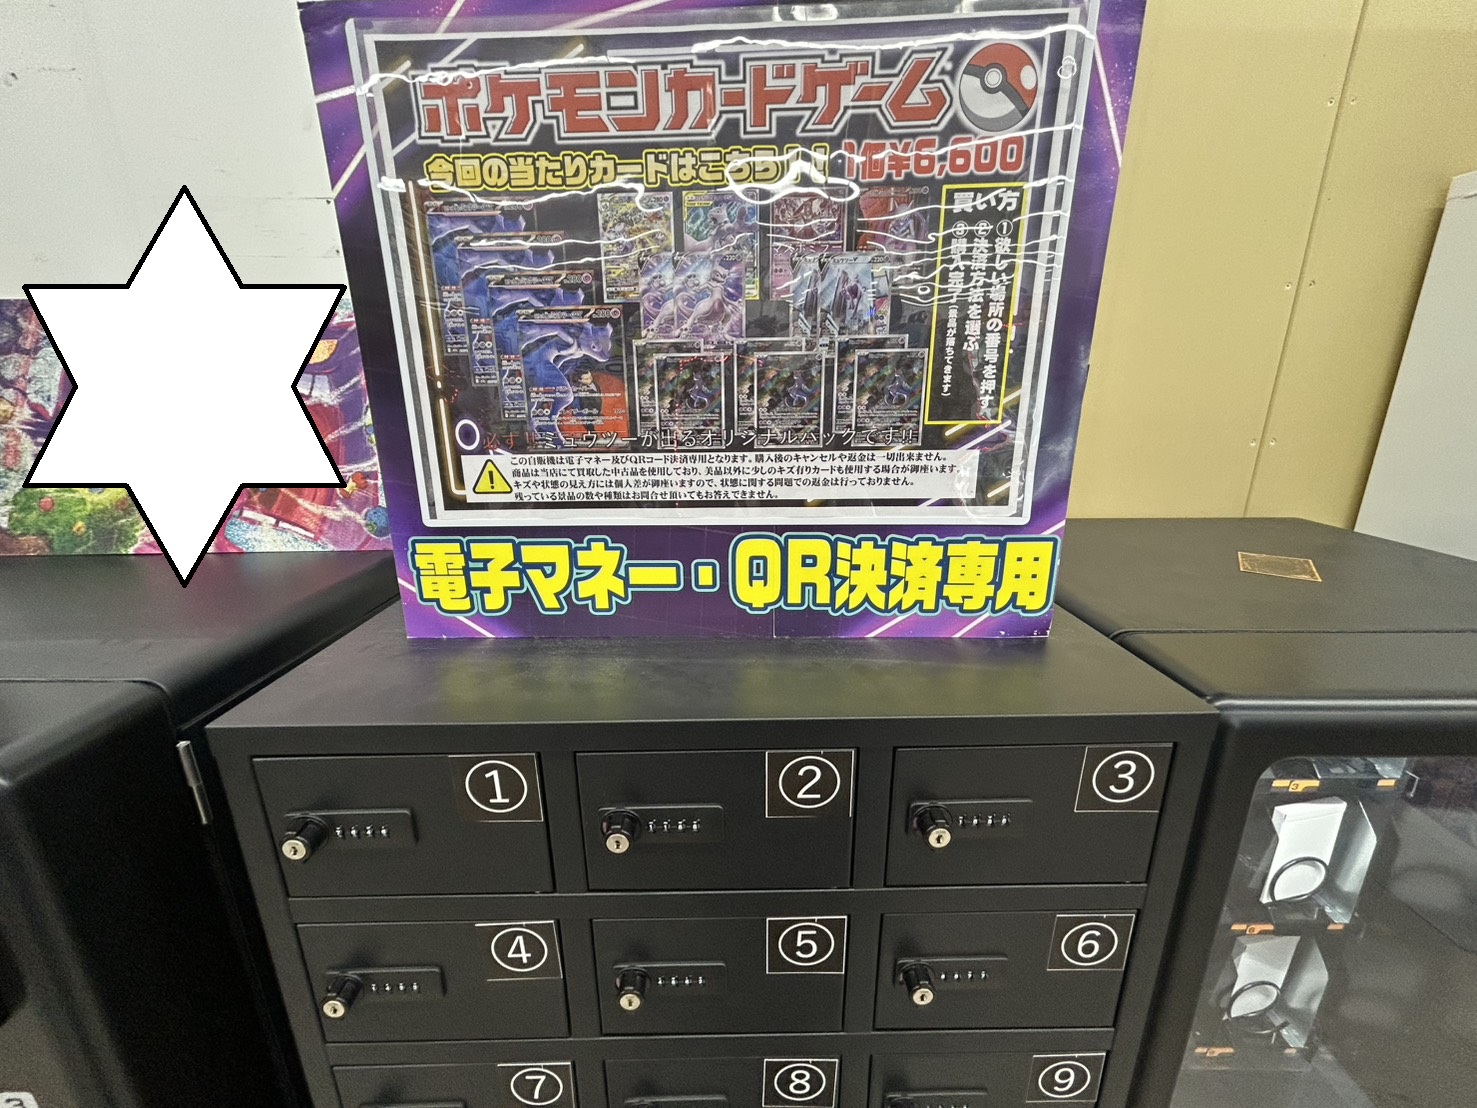 ポケモンカードゲーム
今回の当たりカードはこちら!!
1個¥6,600
買い方
①欲しい場所の番号を押す
②決済方法を選ぶ
③購入完了(景品が落ちてきます)
必ず!!ミュウツーが出るオリジナルパックです!!
この自販機は電子マネー及びQRコード決済専用となります。購入後のキャンセルや返金は一切出来ません。
商品は当店にて買取した中古品を使用しており、美品以外に少しのキズ有りカードも使用する場合が御座います。
キズや状態の見え方には個人差が御座いますので、状態に関する問題での返金は行っておりません。
残っている景品の数や種類はお問合せ頂いてもお答えできません。
電子マネー・QR決済専用
① ② ③
④ ⑤ ⑥
⑦ ⑧ ⑨